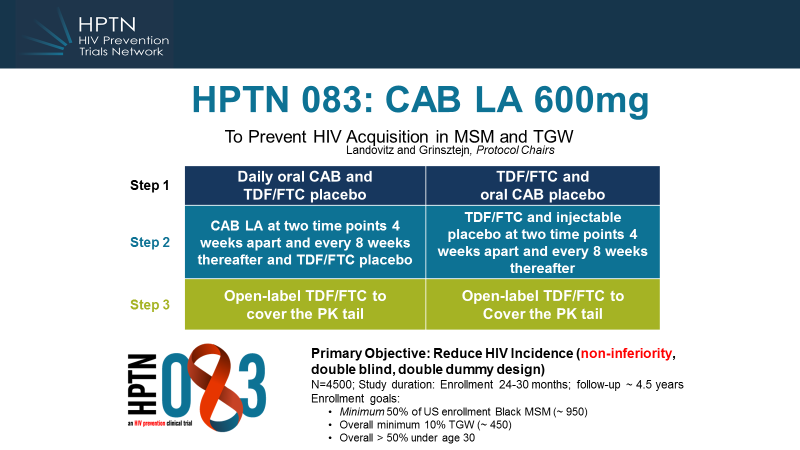 HPTN
HIV Prevention
Trials Network
HPTN 083: CAB LA 600mg
To Prevent HIV Acquisition in MSM and TGW
Landovitz and Grinsztejn, Protocol Chairs
Step 1
Daily oral CAB and
TDF/FTC placebo
TDF/FTC and
oral CAB placebo
Step 2
CAB LA at two time points 4
weeks apart and every 8 weeks
thereafter and TDF/FTC placebo
TDF/FTC and injectable
placebo at two time points 4
weeks apart and every 8 weeks
thereafter
Step 3
Open-label TDF/FTC to
cover the PK tail
Open-label TDF/FTC to
Cover the PK tail
HPTN
083
an HIV prevention clinical trial
Primary Objective: Reduce HIV Incidence (non-inferiority,
double blind, double dummy design)
N=4500; Study duration: Enrollment 24-30 months; follow-up ~ 4.5 years
Enrollment goals:
• Minimum 50% of US enrollment Black MSM (~ 950)
• Overall minimum 10% TGW (~ 450)
• Overall > 50% under age 30